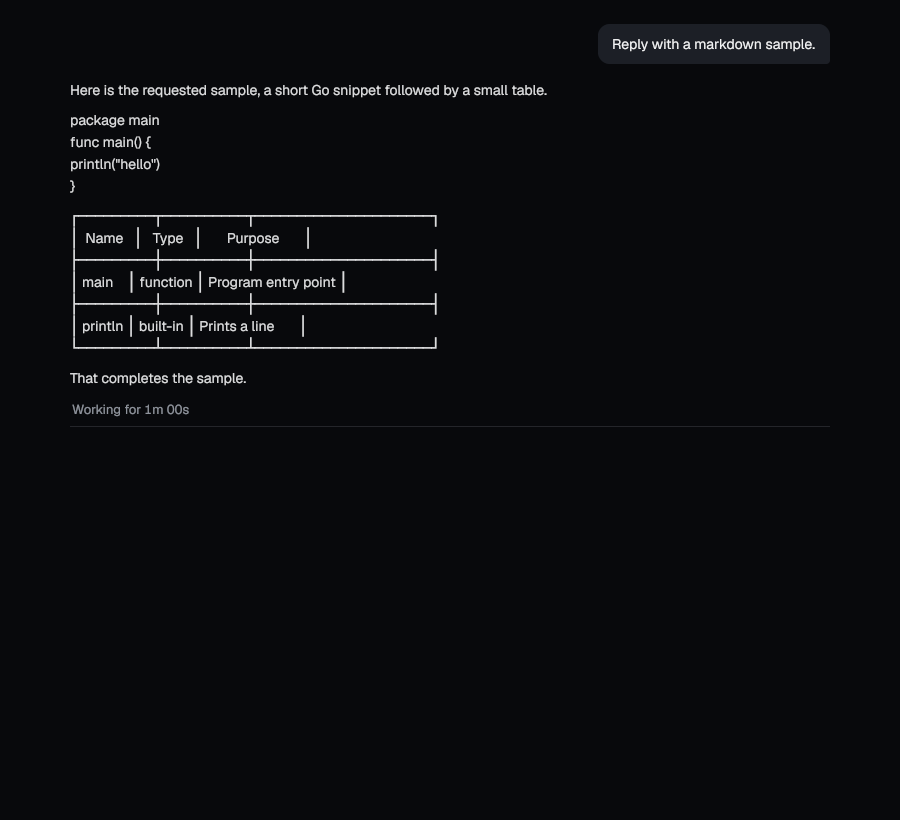 Reply with a markdown sample.
Here is the requested sample, a short Go snippet followed by a small table.
package main
func main() {
println("hello")
}
┌─────────┬──────────┬─────────────────────┐
│ Name │ Type │ Purpose │
├─────────┼──────────┼─────────────────────┤
│ main │ function │ Program entry point │
├─────────┼──────────┼─────────────────────┤
│ println │ built-in │ Prints a line │
└─────────┴──────────┴─────────────────────┘
That completes the sample.
Working for 1m 00s